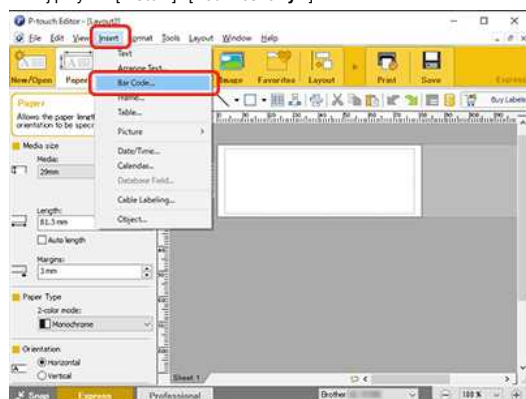 P-touch Editor - [Layout1]
File Edit View Insert Format Tools Layout Window Help
New/Open Paper Image Favorites Layout Print Save Express
Text
Arrange Text...
Bar Code...
Frame...
Table...
Picture
Date/Time...
Calendar...
Database Field...
Cable Labeling...
Object...
Buy Labels
Paper
Allows the paper length
orientation to be speci
Media size
Media:
29mm
Length:
81.3 mm
Auto length
Margins:
3 mm
Paper Type
2-color mode:
Monochrome
Orientation
Horizontal
Vertical
Sheet 1
Snap Express Professional Brother 100 %